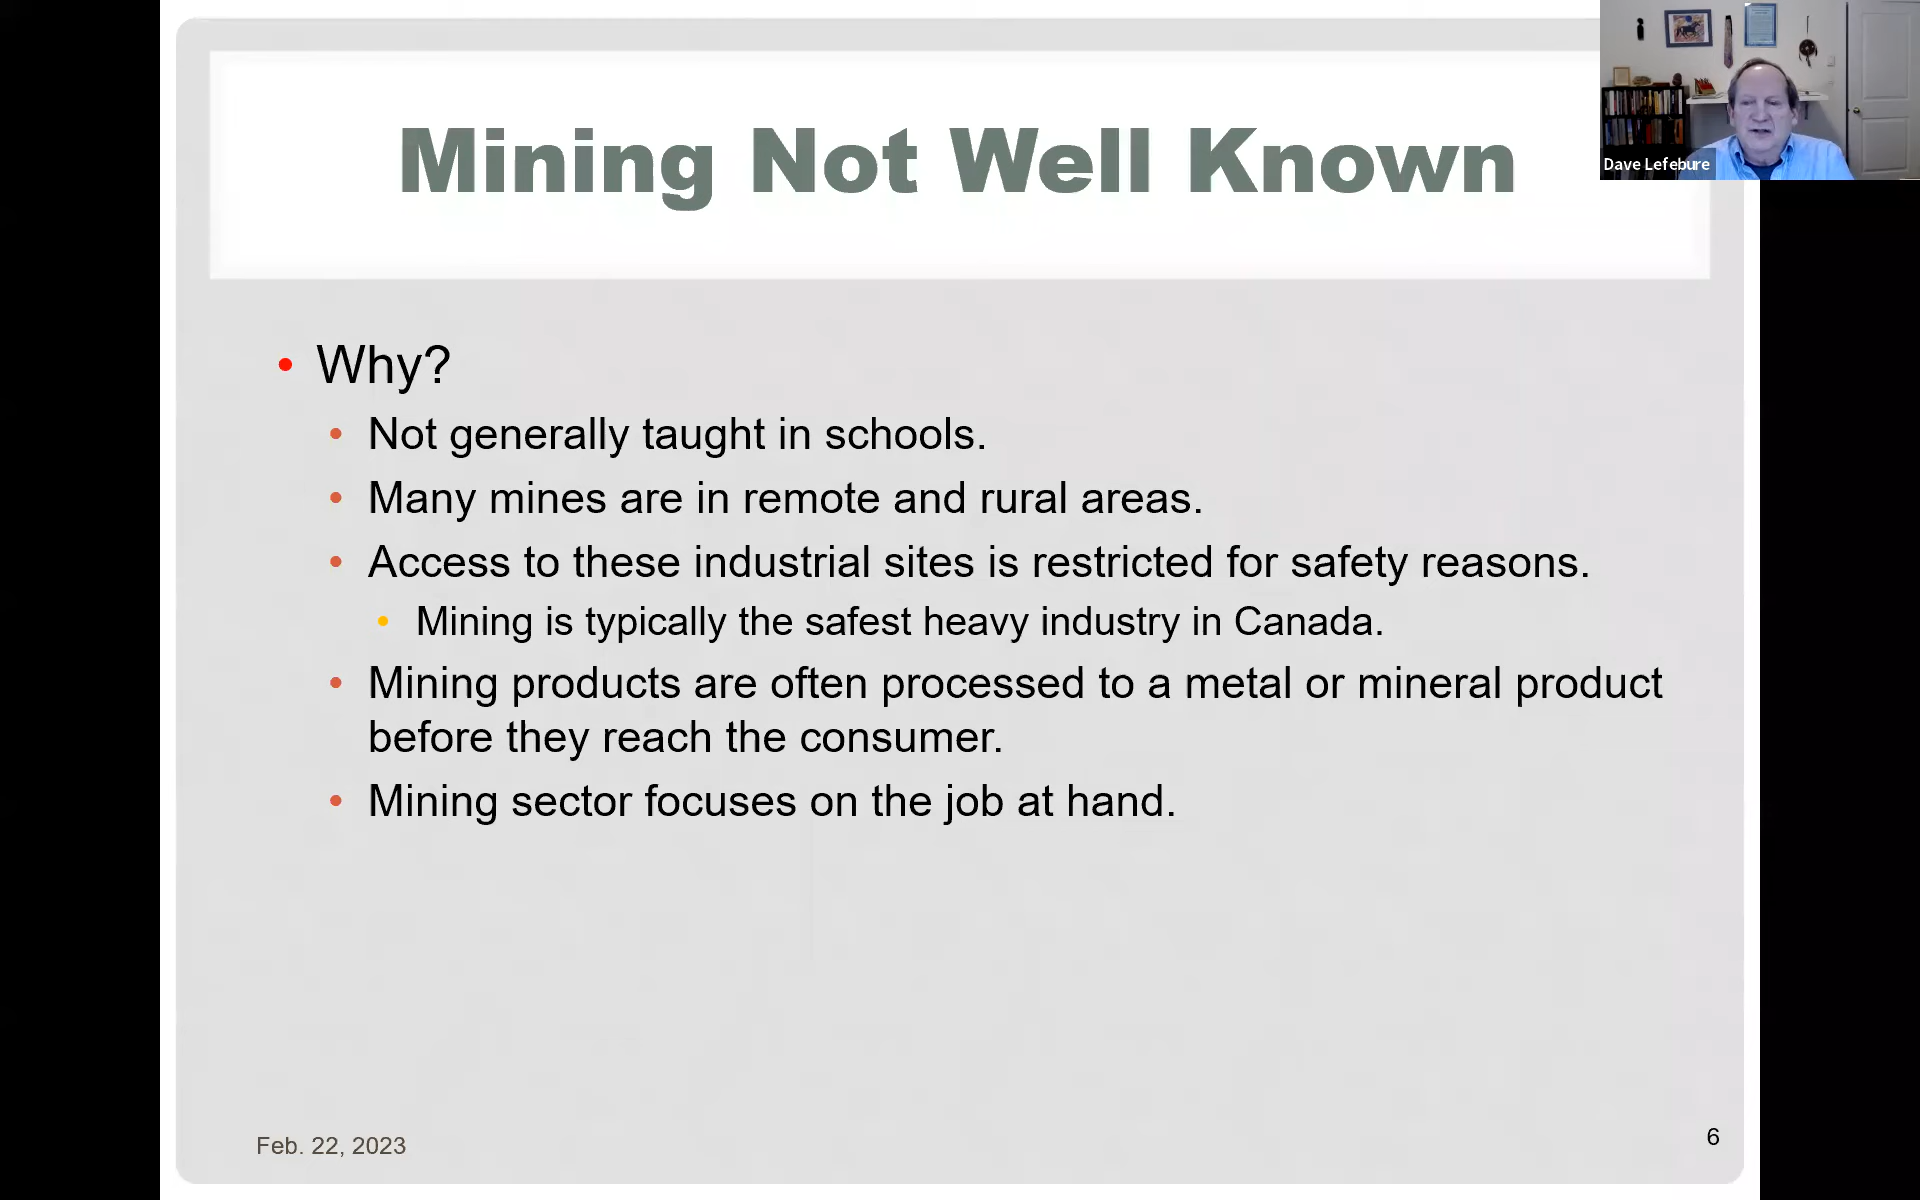 Mining Not Well Known
Dave Lefebure
• Why?
• Not generally taught in schools.
• Many mines are in remote and rural areas.
• Access to these industrial sites is restricted for safety reasons.
• Mining is typically the safest heavy industry in Canada.
• Mining products are often processed to a metal or mineral product
before they reach the consumer.
• Mining sector focuses on the job at hand.
Feb. 22, 2023
6